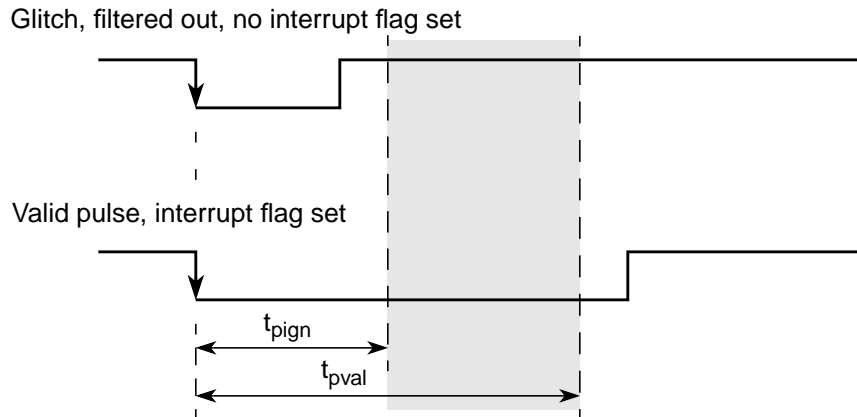 Glitch, filtered out, no interrupt flag set
Valid pulse, interrupt flag set
tpign
tpval